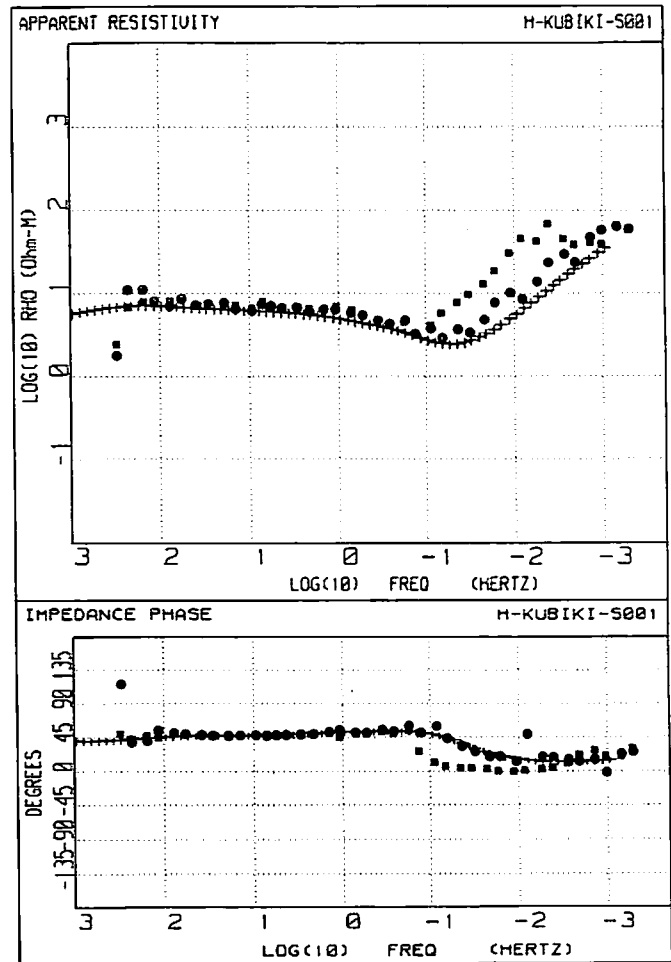 APPARENT RESISTIVITY M-KUBIKI-S001
LOG(10) RHO (Ohm-M)
3
2
1
0
-1
3 2 1 0 -1 -2 -3
LOG(10) FREQ (HERTZ)
IMPEDANCE PHASE M-KUBIKI-S001
DEGREES
135
90
45
0
-45
-90
-135
3 2 1 0 -1 -2 -3
LOG(10) FREQ (HERTZ)